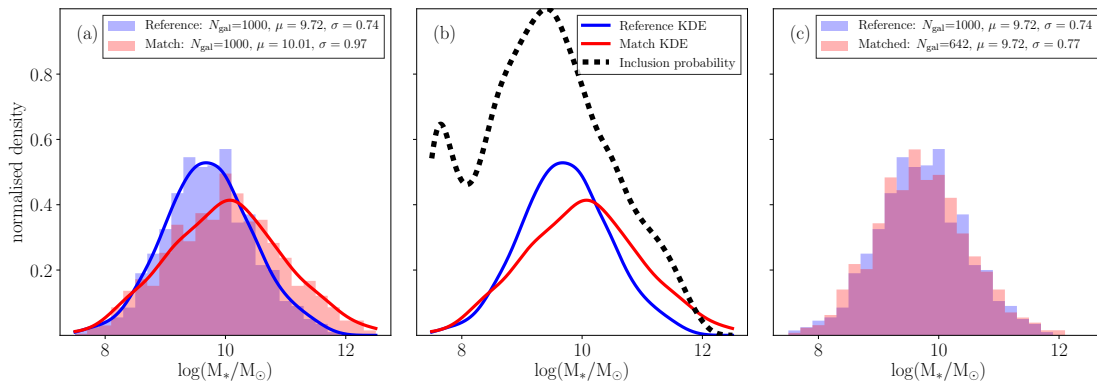 (a)
Reference: N_gal=1000, μ = 9.72, σ = 0.74
Match: N_gal=1000, μ = 10.01, σ = 0.97
normalised density
0.8
0.6
0.4
0.2
8 10 12
log(M_*/M_⊙)
(b)
Reference KDE
Match KDE
Inclusion probability
8 10 12
log(M_*/M_⊙)
(c)
Reference: N_gal=1000, μ = 9.72, σ = 0.74
Matched: N_gal=642, μ = 9.72, σ = 0.77
8 10 12
log(M_*/M_⊙)